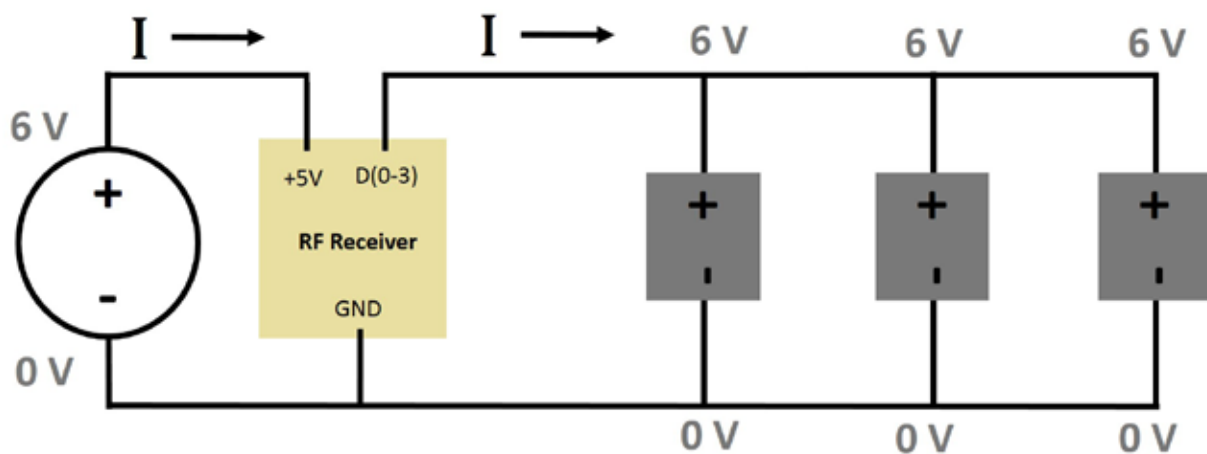 I I 6 V 6 V 6 V
6 V
+ + + +
+5V D(0-3)
RF Receiver
- - - -
GND
0 V
0 V 0 V 0 V